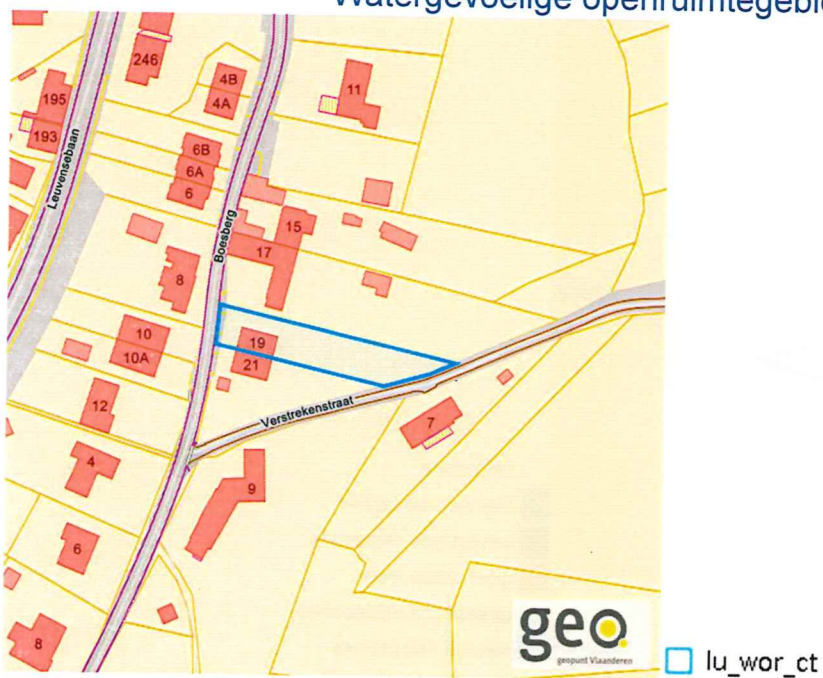 Watergevoelige openruimtegebie
246
4B
4A
11
195
193
Leuvensebaan
6B
6A
6
Boesberg
15
17
8
10
10A
19
21
12
Verstrekenstraat
7
4
9
6
8
geo
geopunt Vlaanderen
lu_wor_ct